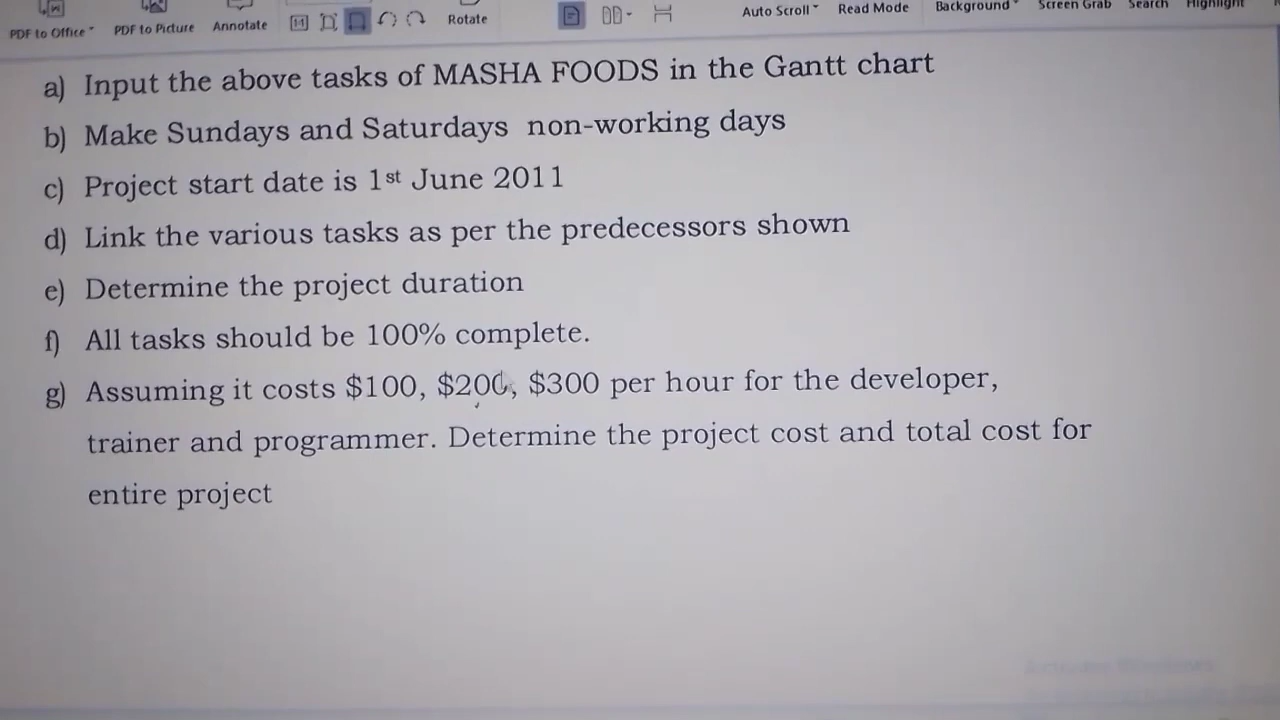 PDF to Office PDF to Picture Annotate Rotate Auto Scroll Read Mode Background Screen Grab Search Highlight
a) Input the above tasks of MASHA FOODS in the Gantt chart
b) Make Sundays and Saturdays non-working days
c) Project start date is 1st June 2011
d) Link the various tasks as per the predecessors shown
e) Determine the project duration
f) All tasks should be 100% complete.
g) Assuming it costs $100, $200, $300 per hour for the developer,
trainer and programmer. Determine the project cost and total cost for
entire project